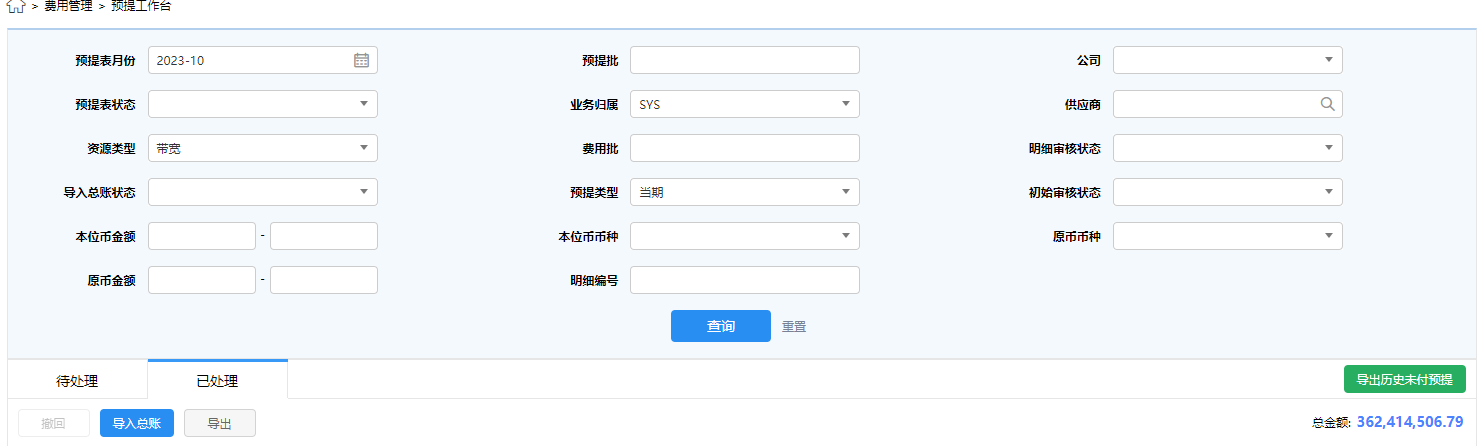 > 费用管理 > 预提工作台
预提表月份 2023-10 预提批 公司
预提表状态 业务归属 SYS 供应商
资源类型 带宽 费用批 明细审核状态
导入总账状态 预提类型 当期 初始审核状态
本位币金额 - 本位币币种 原币币种
原币金额 - 明细编号
查询 重置
待处理 已处理 导出历史未付预提
撤回 导入总账 导出 总金额: 362,414,506.79